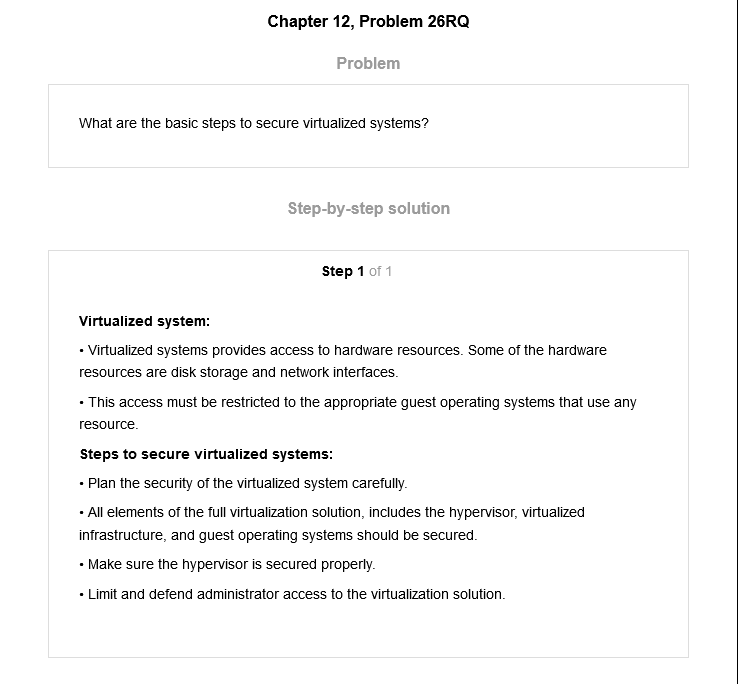 Chapter 12, Problem 26RQ
Problem
What are the basic steps to secure virtualized systems?
Step-by-step solution
Step 1 of 1
Virtualized system:
• Virtualized systems provides access to hardware resources. Some of the hardware
resources are disk storage and network interfaces.
• This access must be restricted to the appropriate guest operating systems that use any
resource.
Steps to secure virtualized systems:
• Plan the security of the virtualized system carefully.
• All elements of the full virtualization solution, includes the hypervisor, virtualized
infrastructure, and guest operating systems should be secured.
• Make sure the hypervisor is secured properly.
• Limit and defend administrator access to the virtualization solution.